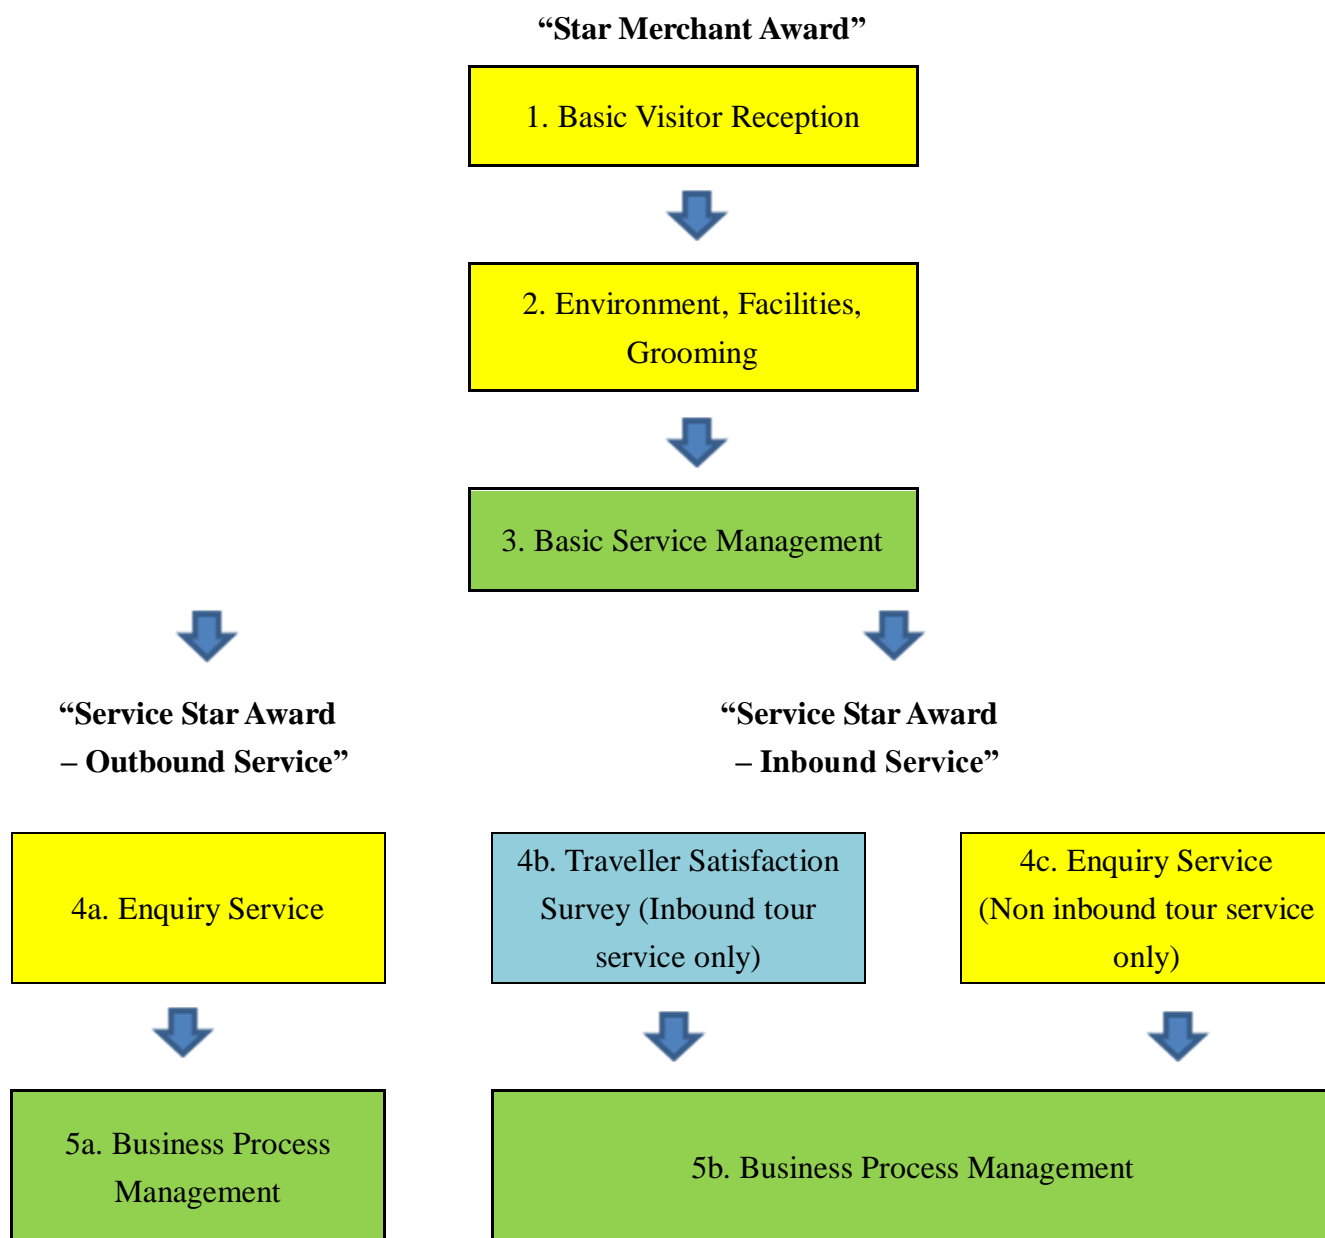 “Star Merchant Award”
1. Basic Visitor Reception
2. Environment, Facilities,
Grooming
3. Basic Service Management
“Service Star Award
– Outbound Service”
“Service Star Award
– Inbound Service”
4a. Enquiry Service
4b. Traveller Satisfaction
Survey (Inbound tour
service only)
4c. Enquiry Service
(Non inbound tour service
only)
5a. Business Process
Management
5b. Business Process Management